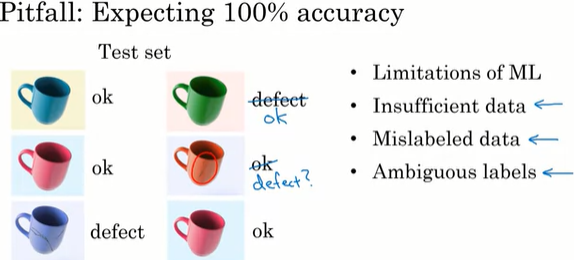 Pitfall: Expecting 100% accuracy
Test set
ok
defect
ok
ok
ok
defect?
defect
ok
• Limitations of ML
• Insufficient data ←
• Mislabeled data ←
• Ambiguous labels ←